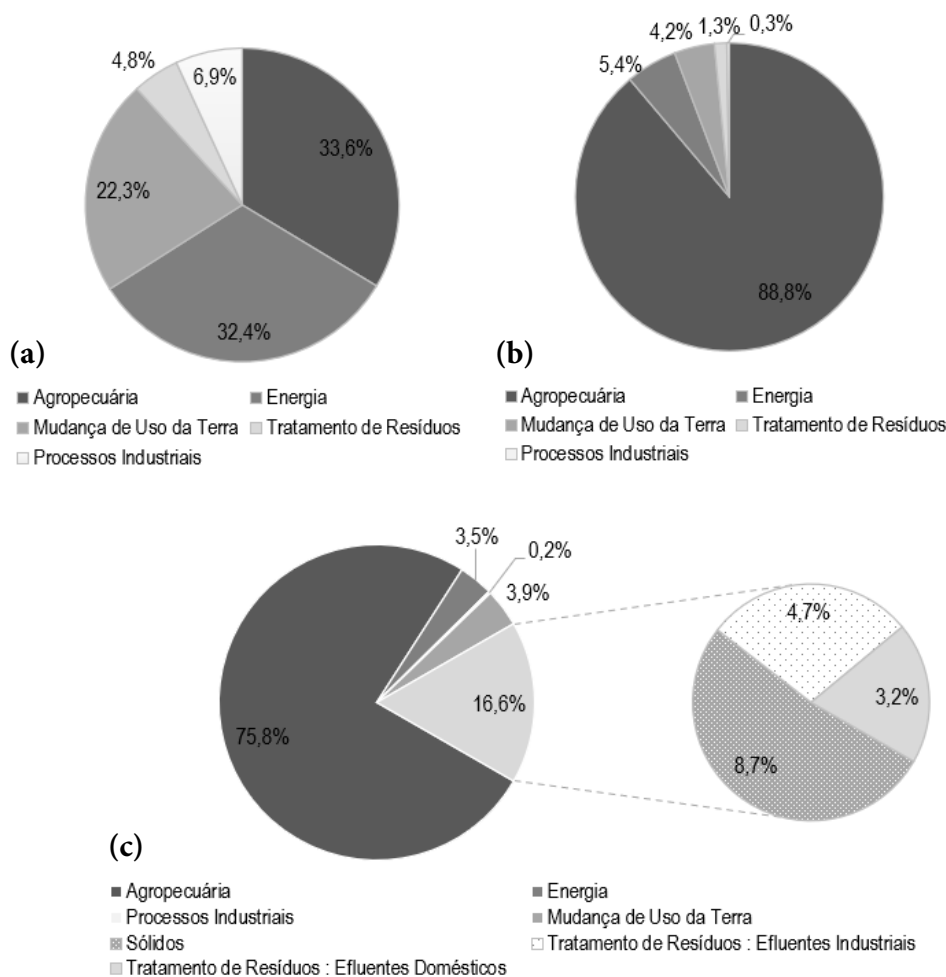 4,8%
6,9%
33,6%
22,3%
32,4%
(a)
■ Agropecuária ■ Energia
■ Mudança de Uso da Terra ■ Tratamento de Resíduos
□ Processos Industriais
5,4%
4,2%
1,3%
0,3%
88,8%
(b)
■ Agropecuária ■ Energia
■ Mudança de Uso da Terra ■ Tratamento de Resíduos
□ Processos Industriais
3,5%
0,2%
3,9%
75,8%
16,6%
4,7%
3,2%
8,7%
(c)
■ Agropecuária ■ Energia
Processos Industriais ■ Mudança de Uso da Terra
Sólidos Tratamento de Resíduos : Efluentes Industriais
Tratamento de Resíduos : Efluentes Domésticos